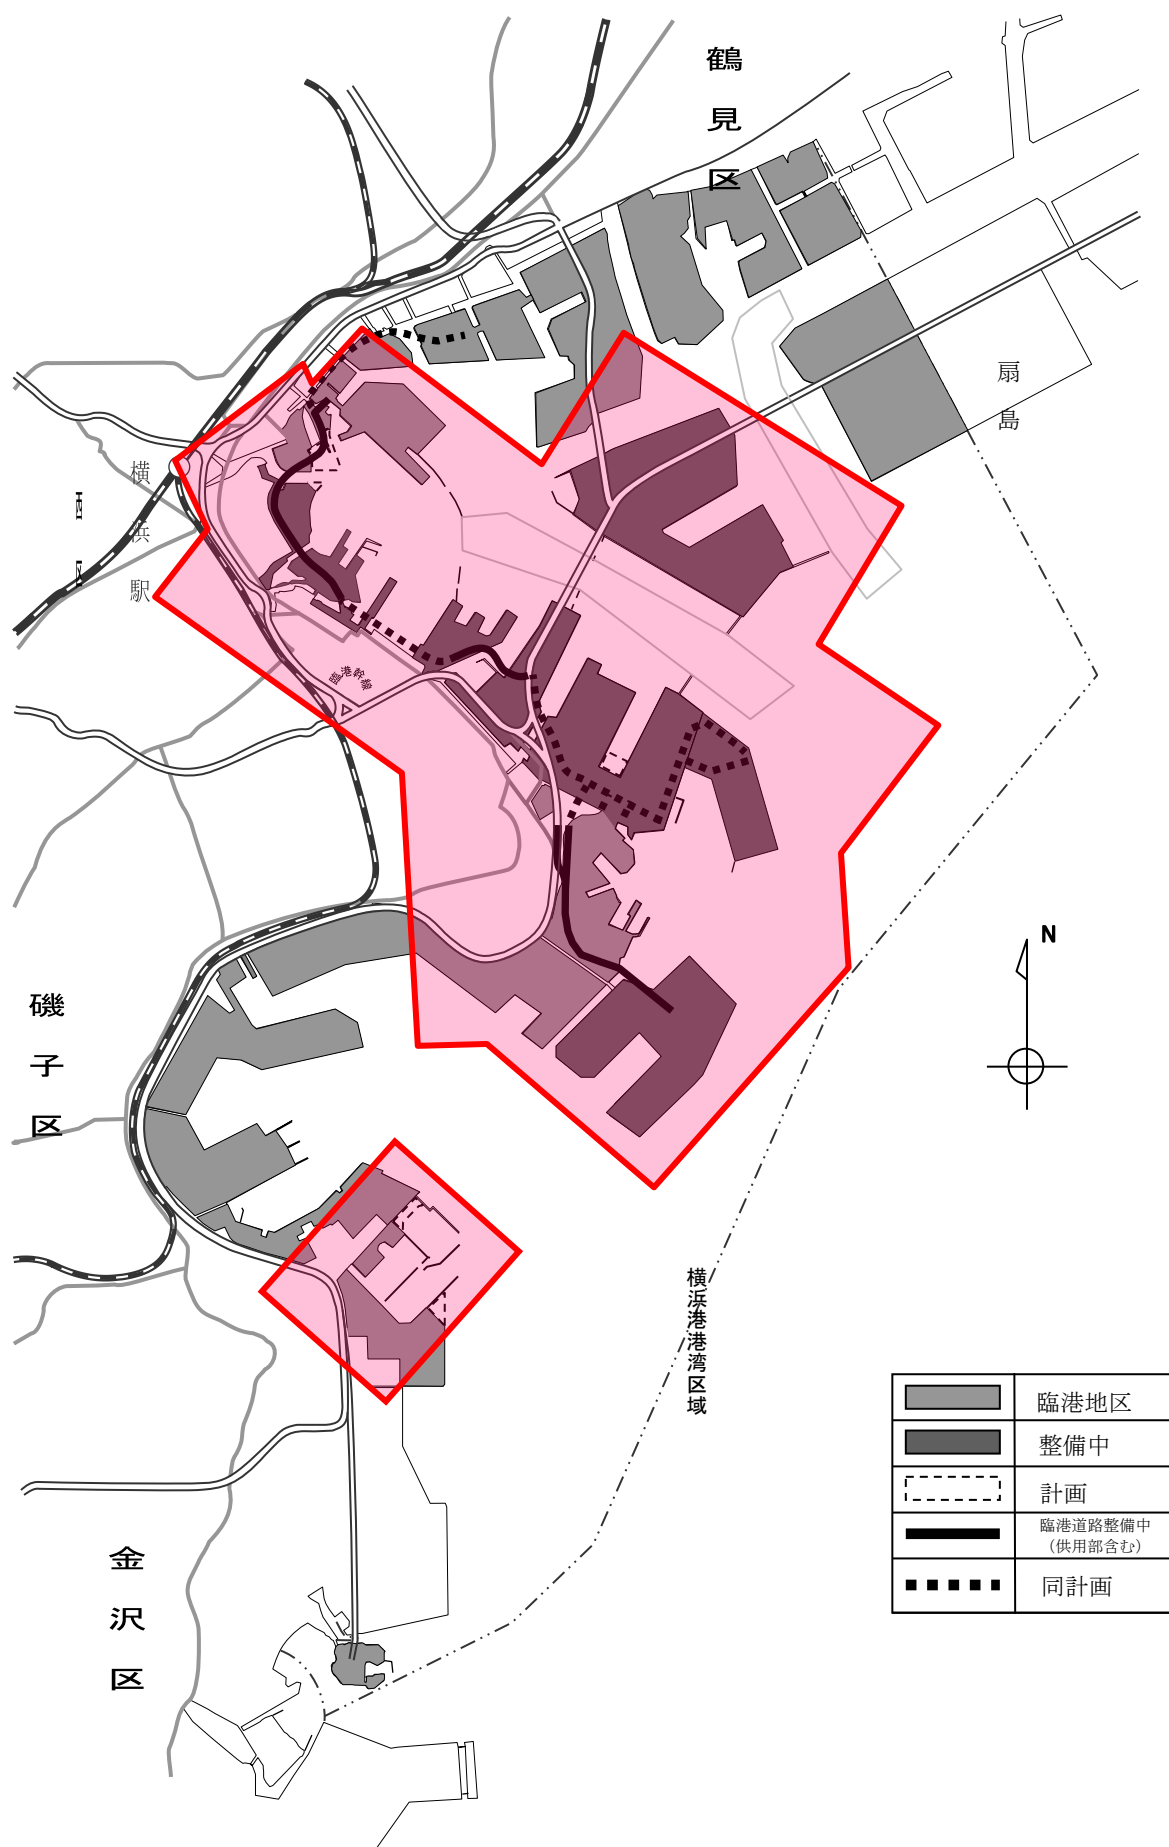 鶴見区
扇島
横浜駅
西区
臨港幹線
N
磯子区
横浜港港湾区域
臨港地区
整備中
計画
臨港道路整備中
（供用部含む）
同計画
金沢区